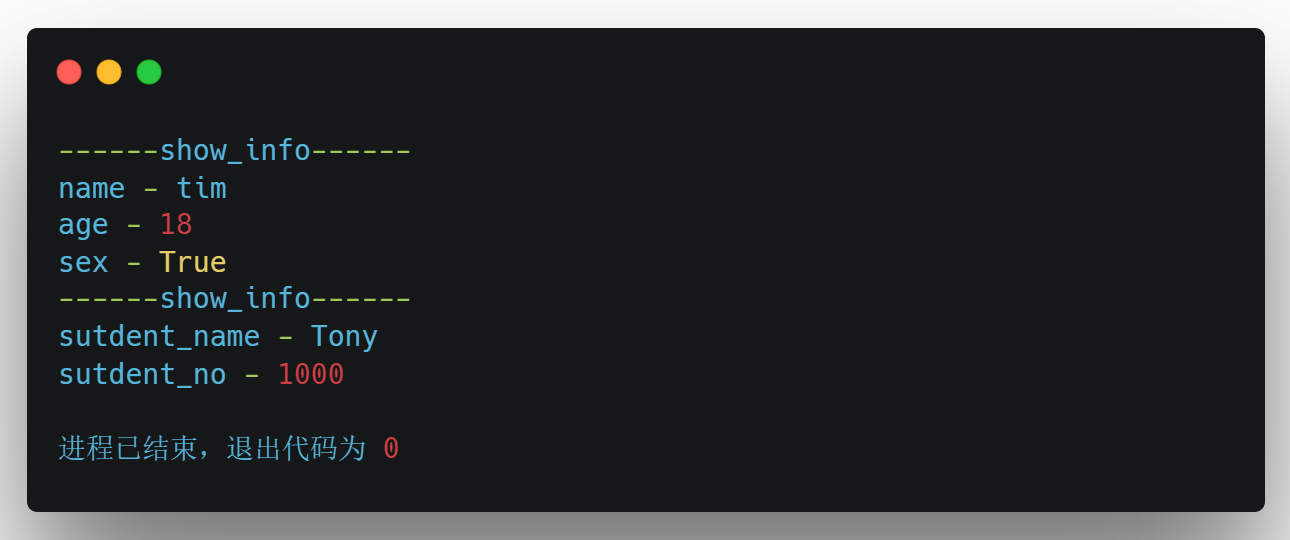 ------show_info------
name - tim
age - 18
sex - True
------show_info------
sutdent_name - Tony
sutdent_no - 1000
进程已结束，退出代码为 0